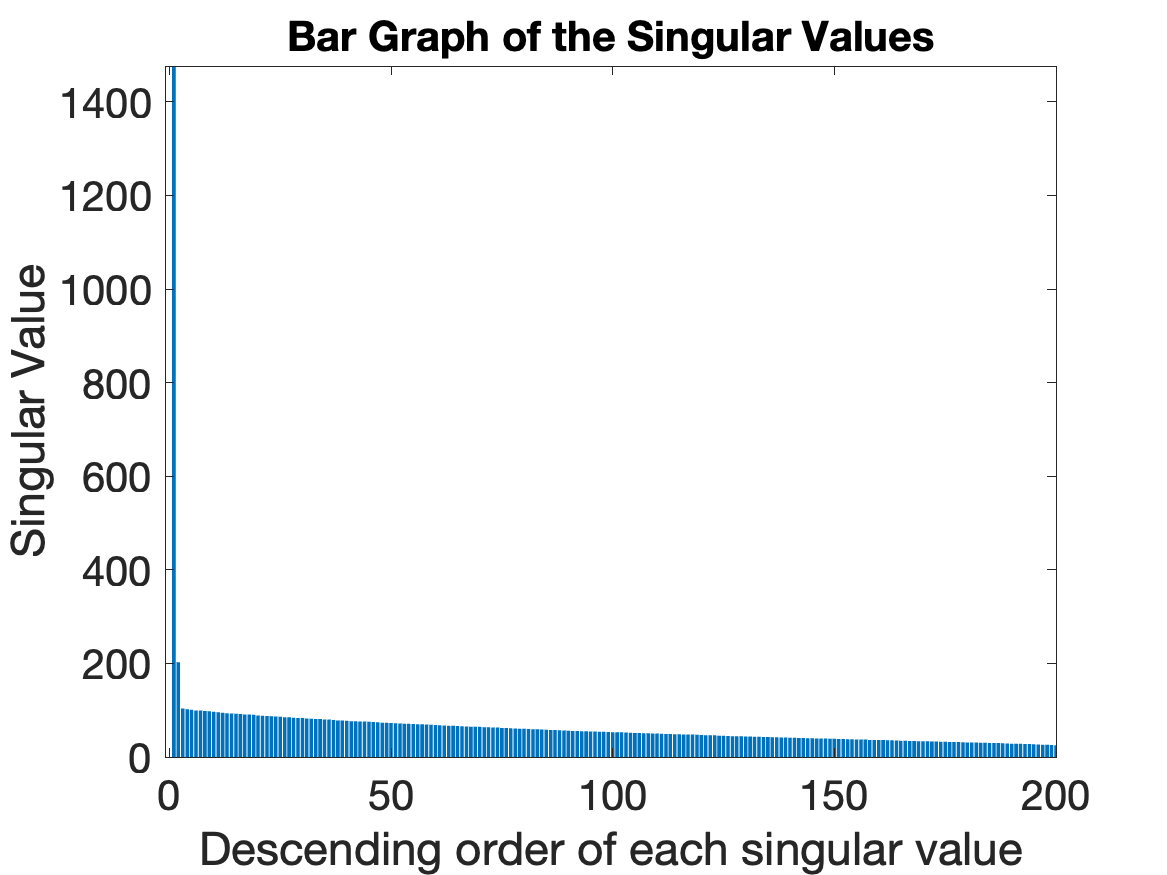 Bar Graph of the Singular Values
1400
1200
1000
800
600
400
200
0
Singular Value
0 50 100 150 200
Descending order of each singular value